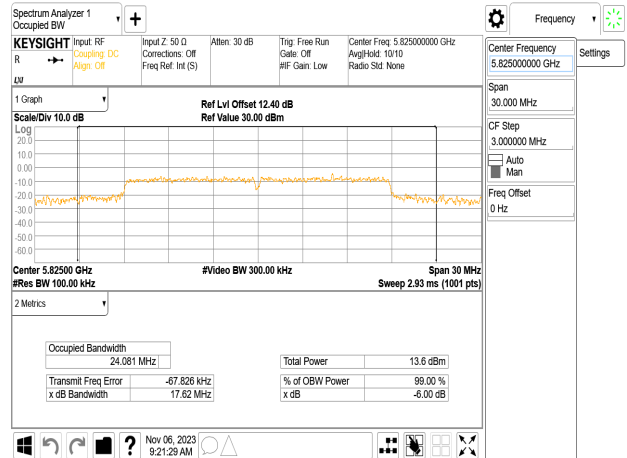 Spectrum Analyzer 1
Occupied BW
Frequency
KEYSIGHT
R
Input: RF
Coupling: DC
Align: Off
Input Z: 50 Ω
Corrections: Off
Freq Ref: Int (S)
Atten: 30 dB
Trig: Free Run
Gate: Off
#IF Gain: Low
Center Freq: 5.825000000 GHz
Avg|Hold: 10/10
Radio Std: None
Center Frequency
5.825000000 GHz
Settings
Span
30.000 MHz
CF Step
3.000000 MHz
Auto
Man
Freq Offset
0 Hz
1 Graph
Scale/Div 10.0 dB
Ref Lvl Offset 12.40 dB
Ref Value 30.00 dBm
Log
20.0
10.0
0.00
-10.0
-20.0
-30.0
-40.0
-50.0
-60.0
Center 5.82500 GHz
#Video BW 300.00 kHz
Span 30 MHz
#Res BW 100.00 kHz
Sweep 2.93 ms (1001 pts)
2 Metrics
Occupied Bandwidth
24.081 MHz
Total Power 13.6 dBm
Transmit Freq Error -67.826 kHz
% of OBW Power 99.00 %
x dB Bandwidth 17.62 MHz
x dB -6.00 dB
?
Nov 06, 2023
9:21:29 AM